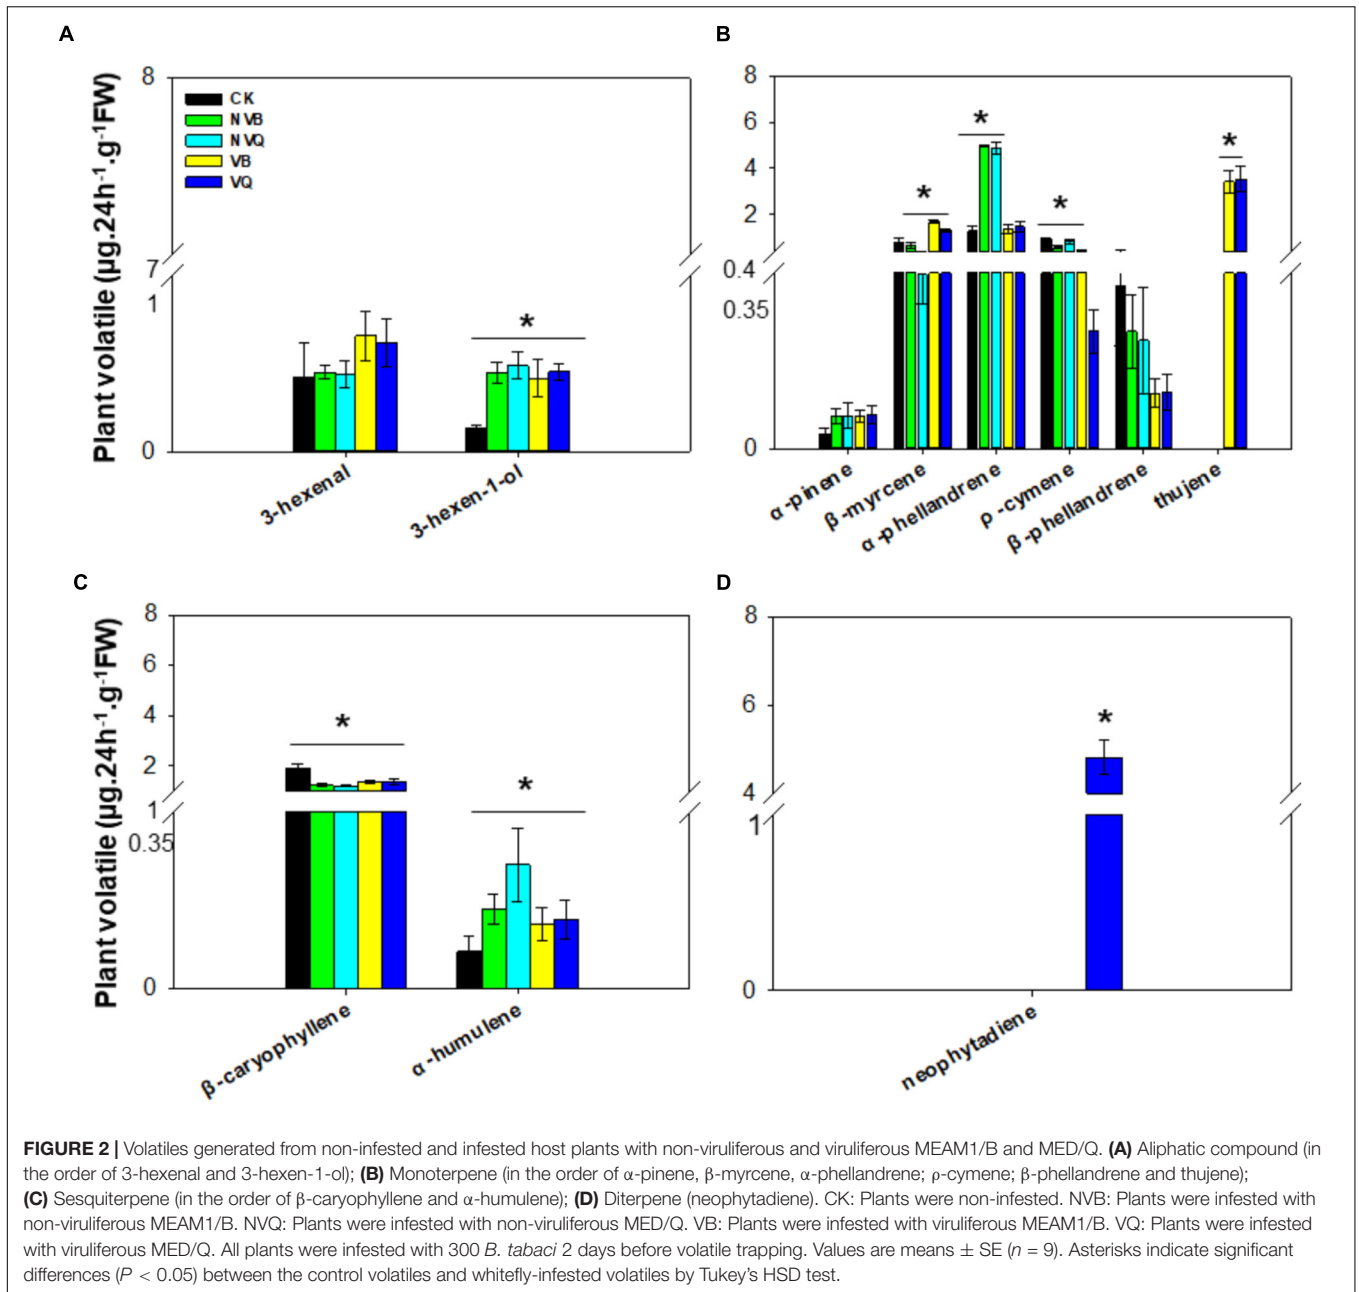 A
Plant volatile (µg.24h⁻¹.g⁻¹FW)
8
7
1
0
CK
NVB
NVQ
VB
VQ
*
3-hexenal
3-hexen-1-ol
B
8
6
4
2
0.4
0.35
0
*
*
*
*
α-pinene
β-myrcene
α-phellandrene
ρ-cymene
β-phellandrene
thujene
C
Plant volatile (µg.24h⁻¹.g⁻¹FW)
8
6
4
2
1
0.35
0
*
*
β-caryophyllene
α-humulene
D
8
6
4
1
0
*
neophytadiene
FIGURE 2 | Volatiles generated from non-infested and infested host plants with non-viruliferous and viruliferous MEAM1/B and MED/Q. (A) Aliphatic compound (in
the order of 3-hexenal and 3-hexen-1-ol); (B) Monoterpene (in the order of α-pinene, β-myrcene, α-phellandrene; ρ-cymene; β-phellandrene and thujene);
(C) Sesquiterpene (in the order of β-caryophyllene and α-humulene); (D) Diterpene (neophytadiene). CK: Plants were non-infested. NVB: Plants were infested with
non-viruliferous MEAM1/B. NVQ: Plants were infested with non-viruliferous MED/Q. VB: Plants were infested with viruliferous MEAM1/B. VQ: Plants were infested
with viruliferous MED/Q. All plants were infested with 300 B. tabaci 2 days before volatile trapping. Values are means ± SE (n = 9). Asterisks indicate significant
differences (P < 0.05) between the control volatiles and whitefly-infested volatiles by Tukey's HSD test.